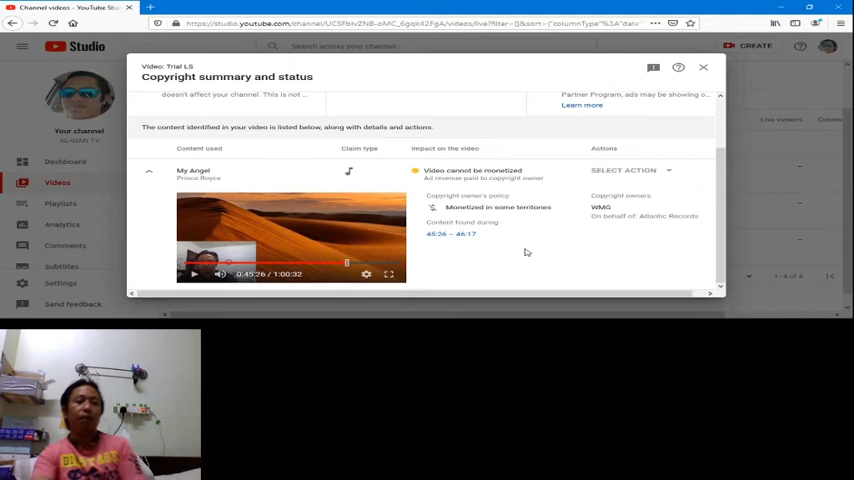 Channel videos - YouTube Stu
https://studio.youtube.com/channel/
/videos/live?filter=[]&sort={"columnType"%3A"date"
Studio
Search across your channel
CREATE
Video: Trial LS
Copyright summary and status
doesn't affect your channel. This is not ...
Partner Program, ads may be showing o...
Learn more
The content identified in your video is listed below, along with details and actions.
Content used
Claim type
Impact on the video
Actions
My Angel
Prince Royce
Video cannot be monetized
Ad revenue paid to copyright owner
SELECT ACTION
Copyright owner's policy
Monetized in some territories
Content found during
45:26 – 46:17
Copyright owners
WMG
On behalf of: Atlantic Records
0:45:26 / 1:00:32
Your channel
AL-GIAN TV
Dashboard
Videos
Playlists
Analytics
Comments
Subtitles
Settings
Send feedback
Live viewers
Comme
1-4 of 4